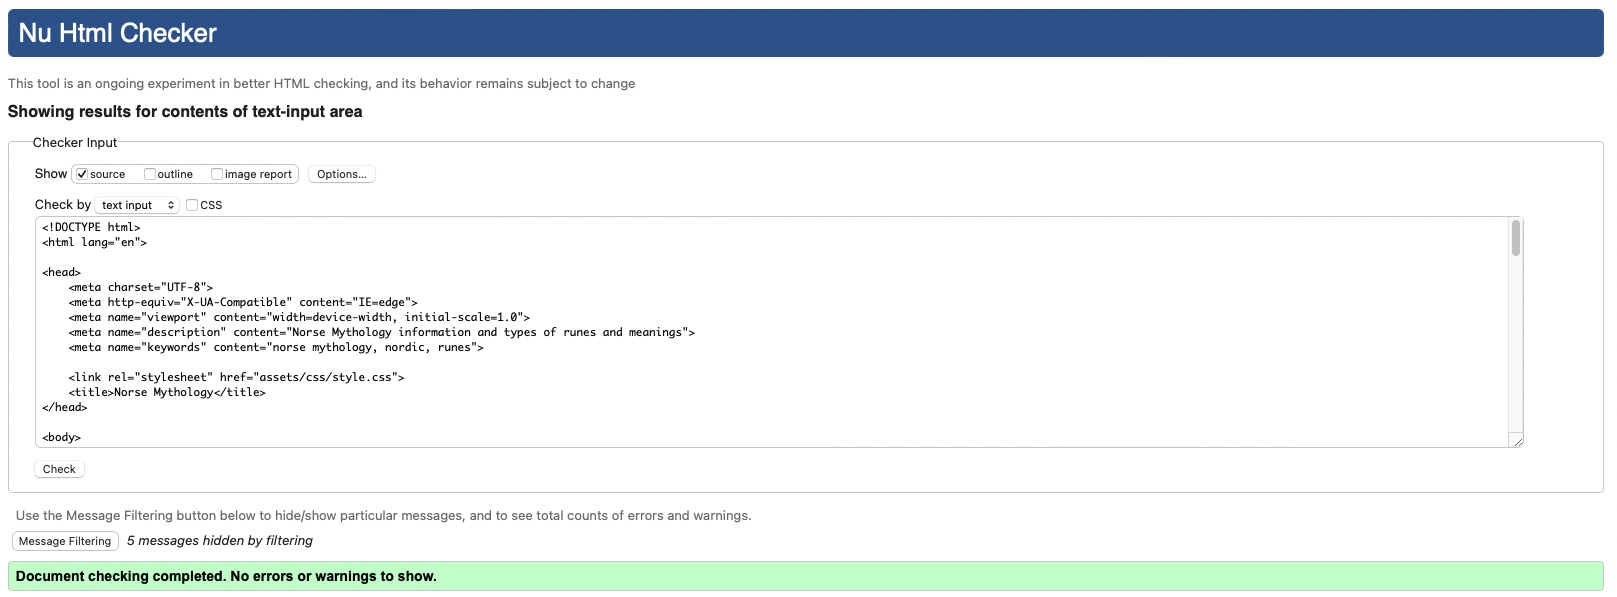 Nu Html Checker
This tool is an ongoing experiment in better HTML checking, and its behavior remains subject to change
Showing results for contents of text-input area
Checker Input
Show source outline image report Options...
Check by text input CSS
<!DOCTYPE html>
<html lang="en">
<head>
<meta charset="UTF-8">
<meta http-equiv="X-UA-Compatible" content="IE=edge">
<meta name="viewport" content="width=device-width, initial-scale=1.0">
<meta name="description" content="Norse Mythology information and types of runes and meanings">
<meta name="keywords" content="norse mythology, nordic, runes">
<link rel="stylesheet" href="assets/css/style.css">
<title>Norse Mythology</title>
</head>
<body>
Check
Use the Message Filtering button below to hide/show particular messages, and to see total counts of errors and warnings.
Message Filtering 5 messages hidden by filtering
Document checking completed. No errors or warnings to show.